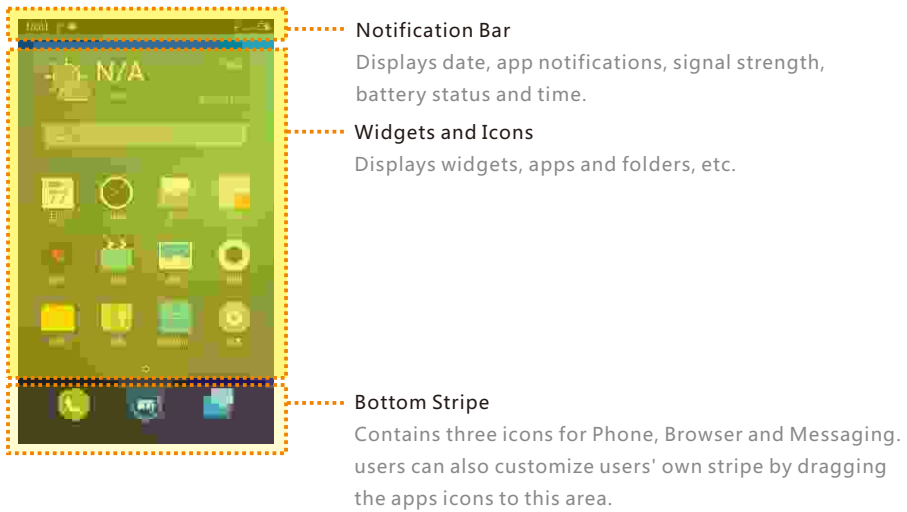 Notification Bar
Displays date, app notifications, signal strength,
battery status and time.
N/A
Widgets and Icons
Displays widgets, apps and folders, etc.
Bottom Stripe
Contains three icons for Phone, Browser and Messaging.
users can also customize users' own stripe by dragging
the apps icons to this area.